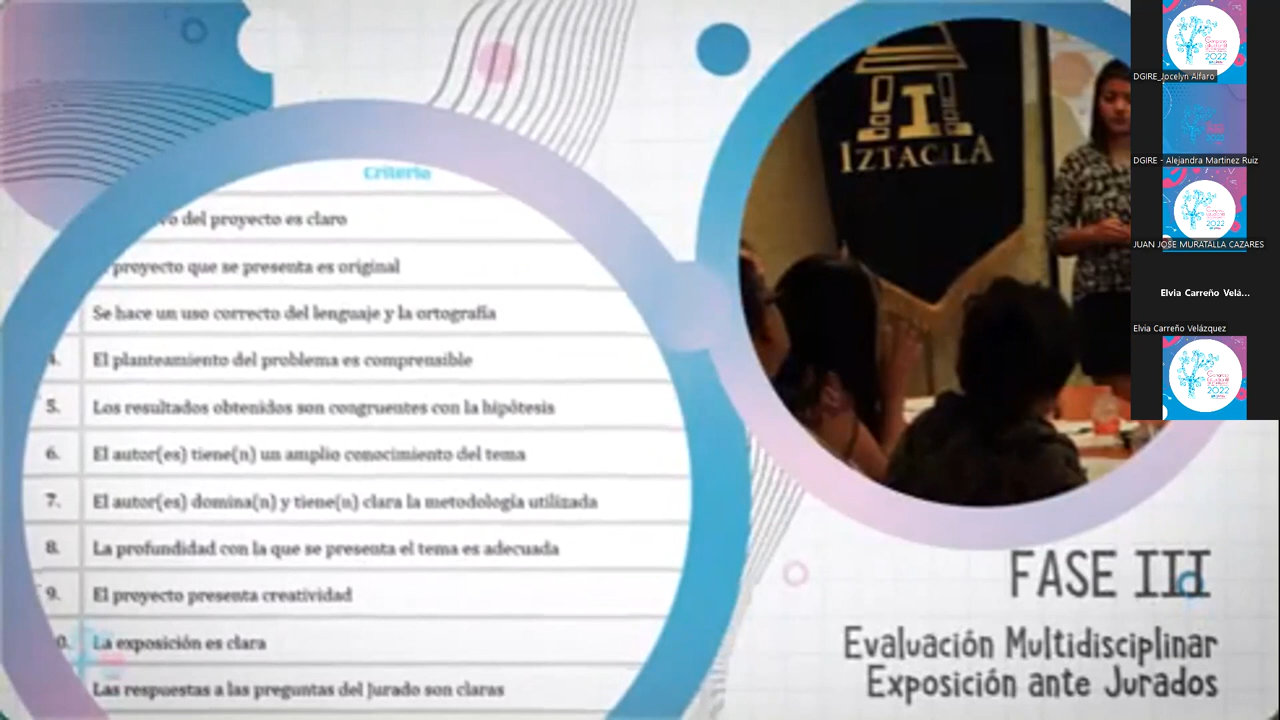 Criterio
del proyecto es claro
proyecto que se presenta es original
Se hace un uso correcto del lenguaje y la ortografía
4. El planteamiento del problema es comprensible
5. Los resultados obtenidos son congruentes con la hipótesis
6. El autor(es) tiene(n) un amplio conocimiento del tema
7. El autor(es) domina(n) y tiene(n) clara la metodología utilizada
8. La profundidad con la que se presenta el tema es adecuada
9. El proyecto presenta creatividad
0. La exposición es clara
Las respuestas a las preguntas del Jurado son claras
IZTACALA
FASE III
Evaluación Multidisciplinar
Exposición ante Jurados
2022
DGIRE_Jocelyn Alfaro
DGIRE - Alejandra Martinez Ruiz
2022
JUAN JOSE MURATALLA CAZARES
Elvia Carreño Velá...
Elvia Carreño Velázquez
2022